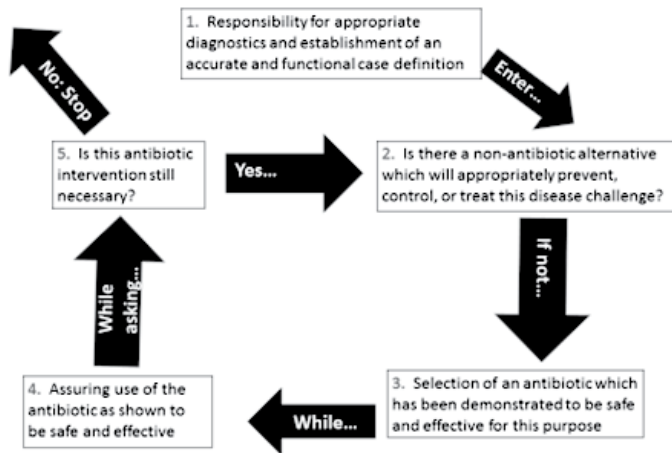 1. Responsibility for appropriate
diagnostics and establishment of an
accurate and functional case definition
Enter...
No: Stop
5. Is this antibiotic
intervention still
necessary?
Yes...
2. Is there a non-antibiotic alternative
which will appropriately prevent,
control, or treat this disease challenge?
If not...
While
asking...
4. Assuring use of the
antibiotic as shown to
be safe and effective
While...
3. Selection of an antibiotic which
has been demonstrated to be safe
and effective for this purpose